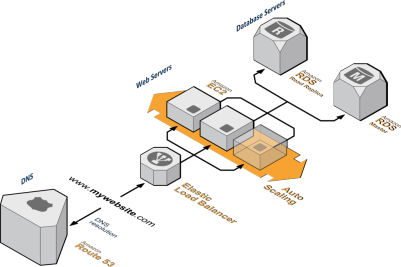 Database Servers
R
Amazon
RDS
Read Replica
M
Amazon
RDS
Master
Web Servers
Amazon
EC2
Auto
Scaling
Elastic
Load Balancer
DNS
www.mywebsite.com
DNS
resolution
Amazon
Route 53